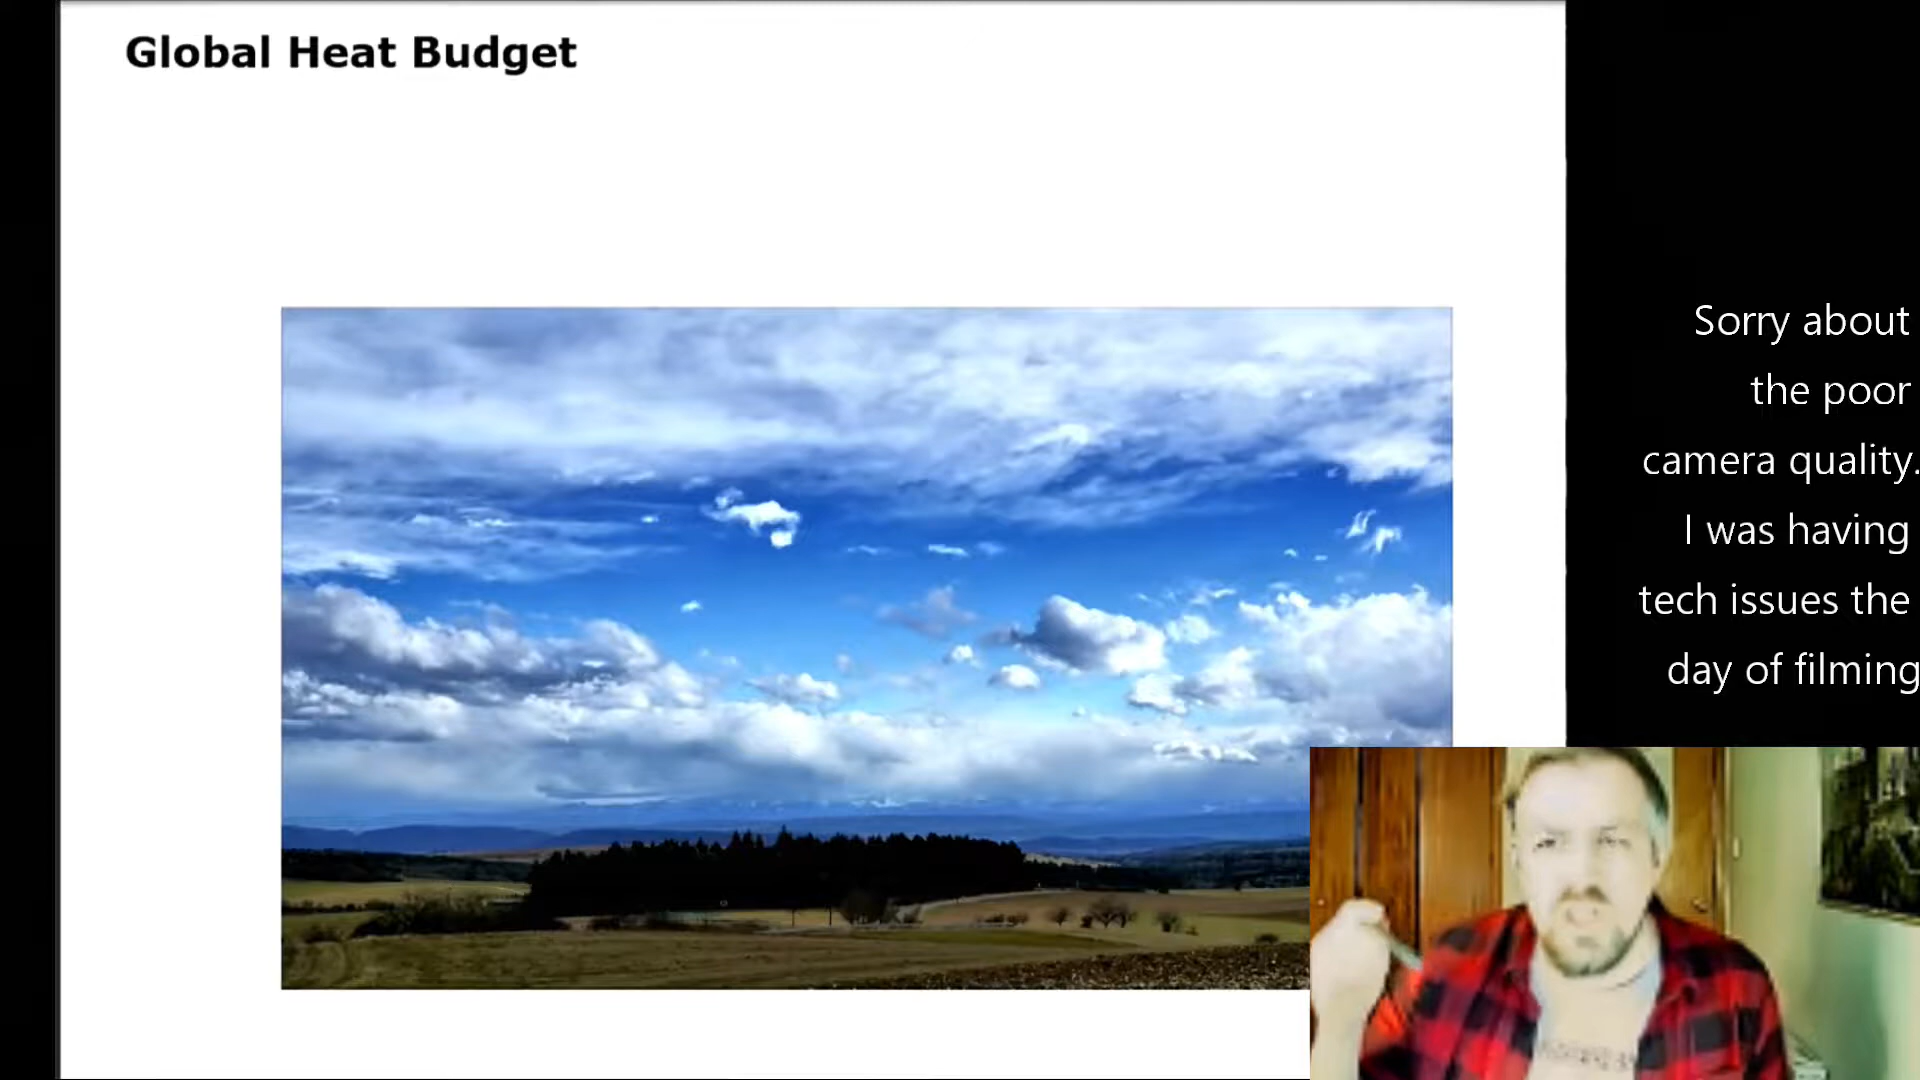 Global Heat Budget
Sorry about
the poor
camera quality.
I was having
tech issues the
day of filming